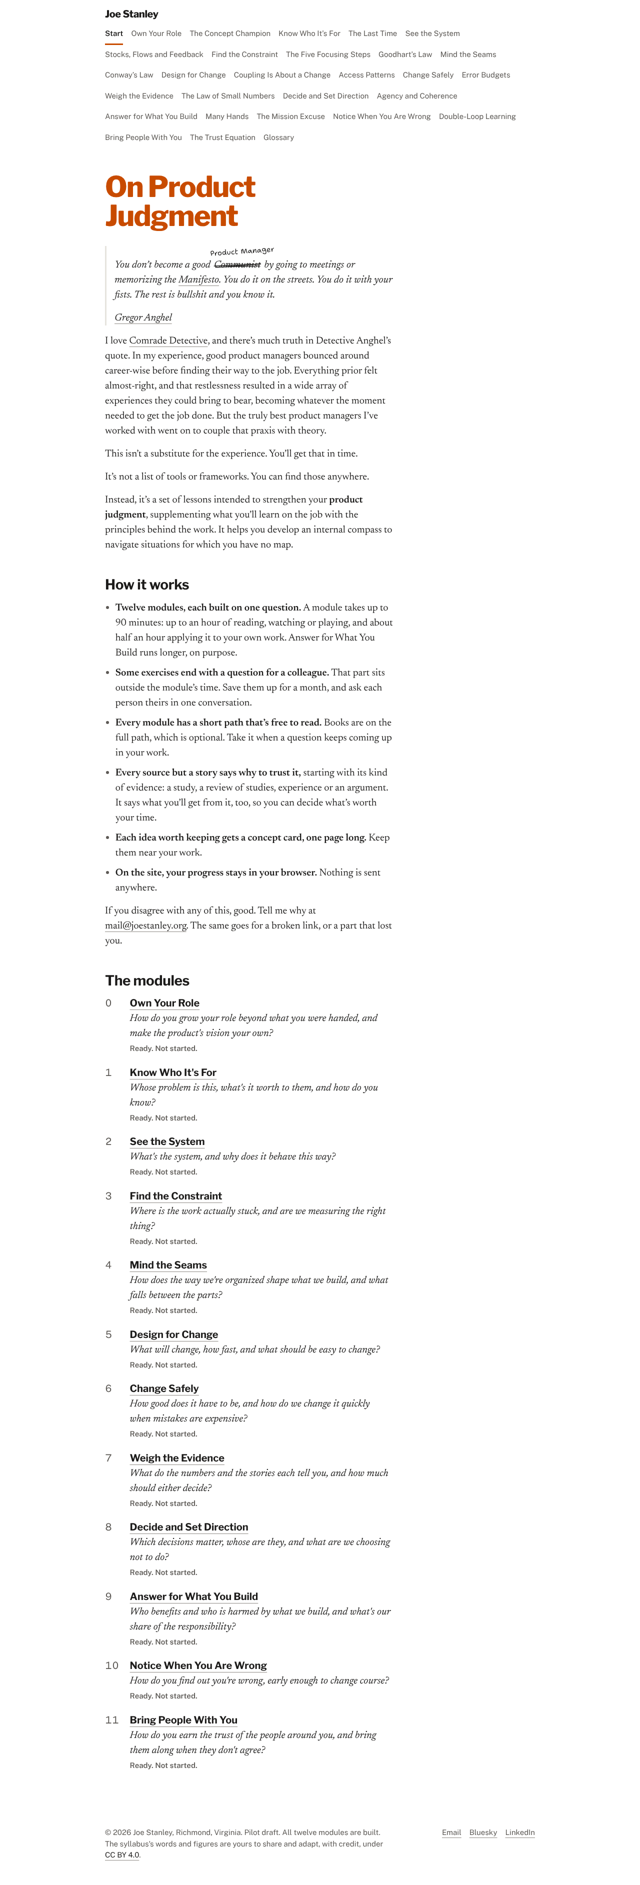 Joe Stanley
Start Own Your Role The Concept Champion Know Who It's For The Last Time See the System
Stocks, Flows and Feedback Find the Constraint The Five Focusing Steps Goodhart's Law Mind the Seams
Conway's Law Design for Change Coupling Is About a Change Access Patterns Change Safely Error Budgets
Weigh the Evidence The Law of Small Numbers Decide and Set Direction Agency and Coherence
Answer for What You Build Many Hands The Mission Excuse Notice When You Are Wrong Double-Loop Learning
Bring People With You The Trust Equation Glossary
On Product
Judgment
Product Manager
You don't become a good Communist by going to meetings or
memorizing the Manifesto. You do it on the streets. You do it with your
fists. The rest is bullshit and you know it.
Gregor Anghel
I love Comrade Detective, and there's much truth in Detective Anghel's
quote. In my experience, good product managers bounced around
career-wise before finding their way to the job. Everything prior felt
almost-right, and that restlessness resulted in a wide array of
experiences they could bring to bear, becoming whatever the moment
needed to get the job done. But the truly best product managers I've
worked with went on to couple that praxis with theory.
This isn't a substitute for the experience. You'll get that in time.
It's not a list of tools or frameworks. You can find those anywhere.
Instead, it's a set of lessons intended to strengthen your product
judgment, supplementing what you'll learn on the job with the
principles behind the work. It helps you develop an internal compass to
navigate situations for which you have no map.
How it works
• Twelve modules, each built on one question. A module takes up to
90 minutes: up to an hour of reading, watching or playing, and about
half an hour applying it to your own work. Answer for What You
Build runs longer, on purpose.
• Some exercises end with a question for a colleague. That part sits
outside the module's time. Save them up for a month, and ask each
person theirs in one conversation.
• Every module has a short path that's free to read. Books are on the
full path, which is optional. Take it when a question keeps coming up
in your work.
• Every source but a story says why to trust it, starting with its kind
of evidence: a study, a review of studies, experience or an argument.
It says what you'll get from it, too, so you can decide what's worth
your time.
• Each idea worth keeping gets a concept card, one page long. Keep
them near your work.
• On the site, your progress stays in your browser. Nothing is sent
anywhere.
If you disagree with any of this, good. Tell me why at
mail@joestanley.org. The same goes for a broken link, or a part that lost
you.
The modules
0 Own Your Role
How do you grow your role beyond what you were handed, and
make the product's vision your own?
Ready. Not started.
1 Know Who It's For
Whose problem is this, what's it worth to them, and how do you
know?
Ready. Not started.
2 See the System
What's the system, and why does it behave this way?
Ready. Not started.
3 Find the Constraint
Where is the work actually stuck, and are we measuring the right
thing?
Ready. Not started.
4 Mind the Seams
How does the way we're organized shape what we build, and what
falls between the parts?
Ready. Not started.
5 Design for Change
What will change, how fast, and what should be easy to change?
Ready. Not started.
6 Change Safely
How good does it have to be, and how do we change it quickly
when mistakes are expensive?
Ready. Not started.
7 Weigh the Evidence
What do the numbers and the stories each tell you, and how much
should either decide?
Ready. Not started.
8 Decide and Set Direction
Which decisions matter, whose are they, and what are we choosing
not to do?
Ready. Not started.
9 Answer for What You Build
Who benefits and who is harmed by what we build, and what's our
share of the responsibility?
Ready. Not started.
10 Notice When You Are Wrong
How do you find out you're wrong, early enough to change course?
Ready. Not started.
11 Bring People With You
How do you earn the trust of the people around you, and bring
them along when they don't agree?
Ready. Not started.
© 2026 Joe Stanley, Richmond, Virginia. Pilot draft. All twelve modules are built.
The syllabus's words and figures are yours to share and adapt, with credit, under
CC BY 4.0.
Email Bluesky LinkedIn